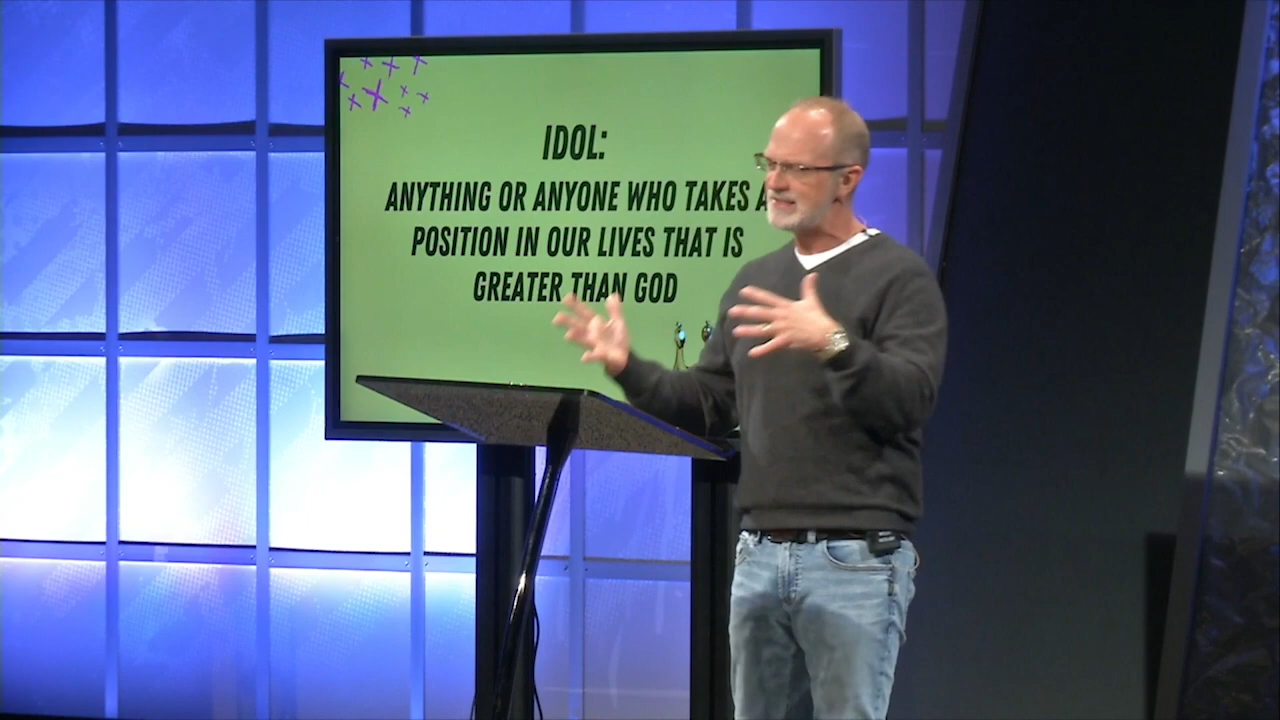 IDOL:
ANYTHING OR ANYONE WHO TAKES A
POSITION IN OUR LIVES THAT IS
GREATER THAN GOD